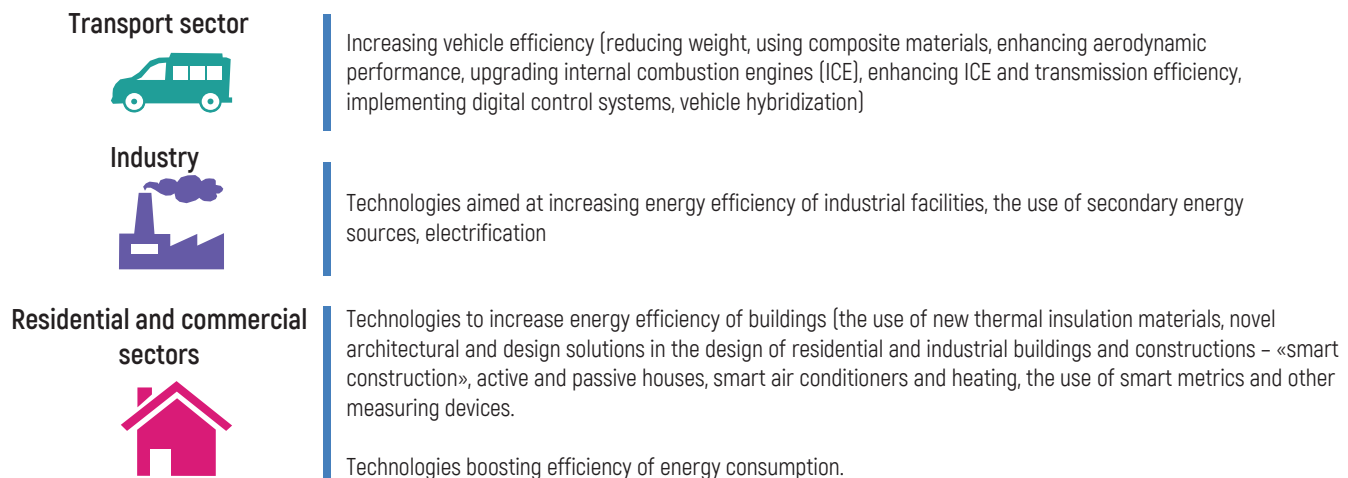 Transport sector
Increasing vehicle efficiency (reducing weight, using composite materials, enhancing aerodynamic
performance, upgrading internal combustion engines (ICE), enhancing ICE and transmission efficiency,
implementing digital control systems, vehicle hybridization)
Industry
Technologies aimed at increasing energy efficiency of industrial facilities, the use of secondary energy
sources, electrification
Residential and commercial
sectors
Technologies to increase energy efficiency of buildings (the use of new thermal insulation materials, novel
architectural and design solutions in the design of residential and industrial buildings and constructions – «smart
construction», active and passive houses, smart air conditioners and heating, the use of smart metrics and other
measuring devices.
Technologies boosting efficiency of energy consumption.